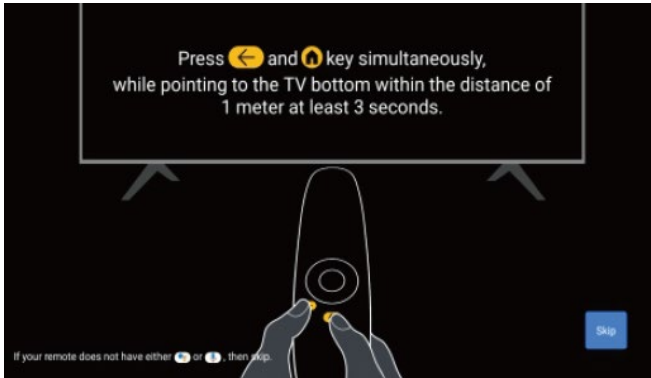 Press and key simultaneously,
while pointing to the TV bottom within the distance of
1 meter at least 3 seconds.
Skip
If your remote does not have either or , then skip.